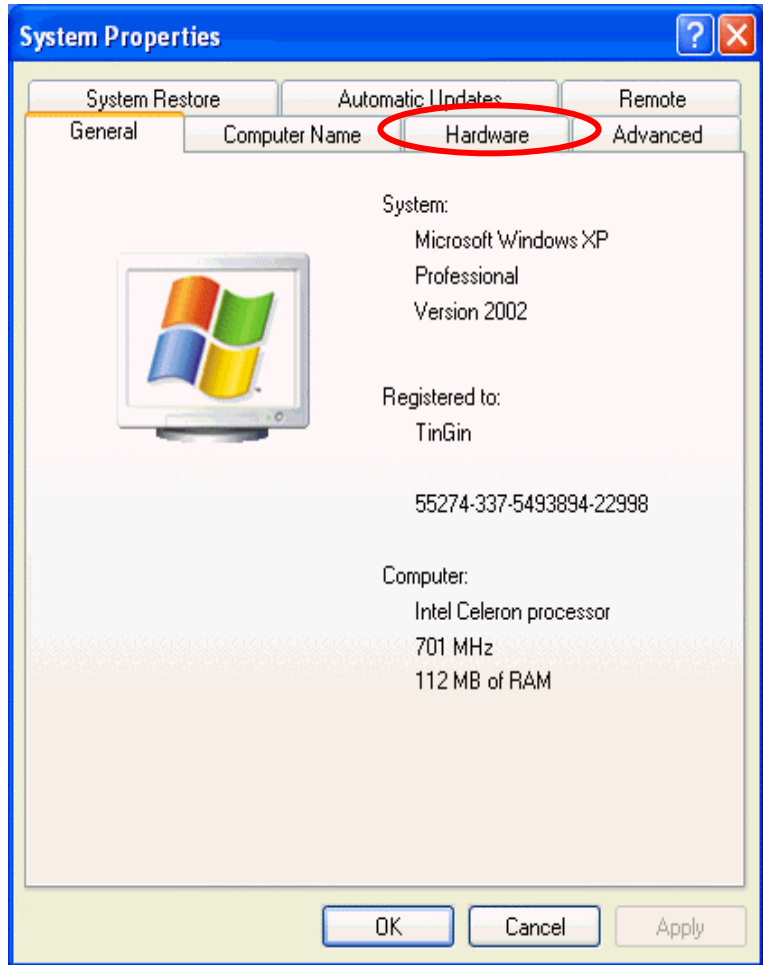 System Properties
?
X
System Restore
Automatic Updates
Remote
General
Computer Name
Hardware
Advanced
System:
Microsoft Windows XP
Professional
Version 2002
Registered to:
TinGin
55274-337-5493894-22998
Computer:
Intel Celeron processor
701 MHz
112 MB of RAM
OK
Cancel
Apply